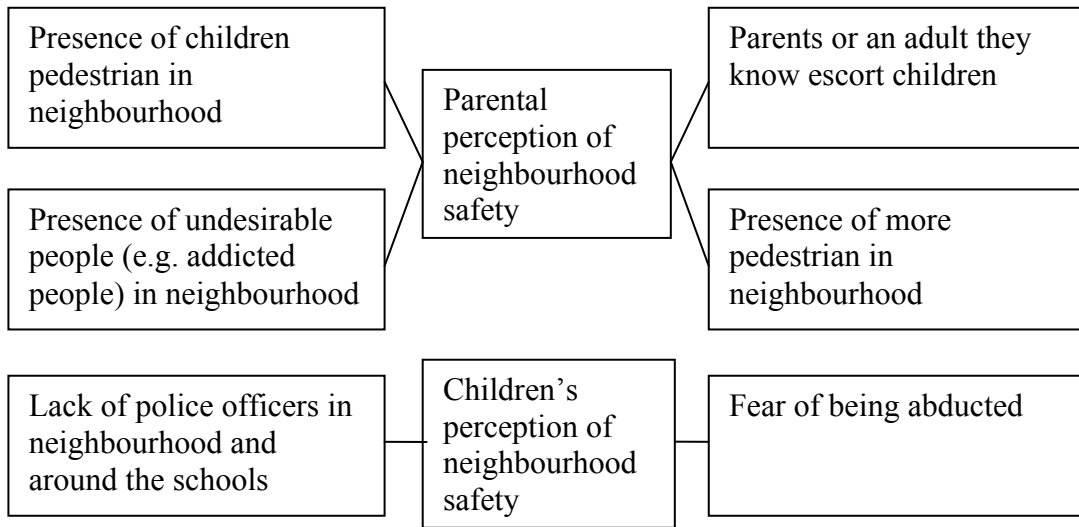 Presence of children
pedestrian in
neighbourhood
Parental
perception of
neighbourhood
safety
Parents or an adult they
know escort children
Presence of undesirable
people (e.g. addicted
people) in neighbourhood
Presence of more
pedestrian in
neighbourhood
Lack of police officers in
neighbourhood and
around the schools
Children’s
perception of
neighbourhood
safety
Fear of being abducted